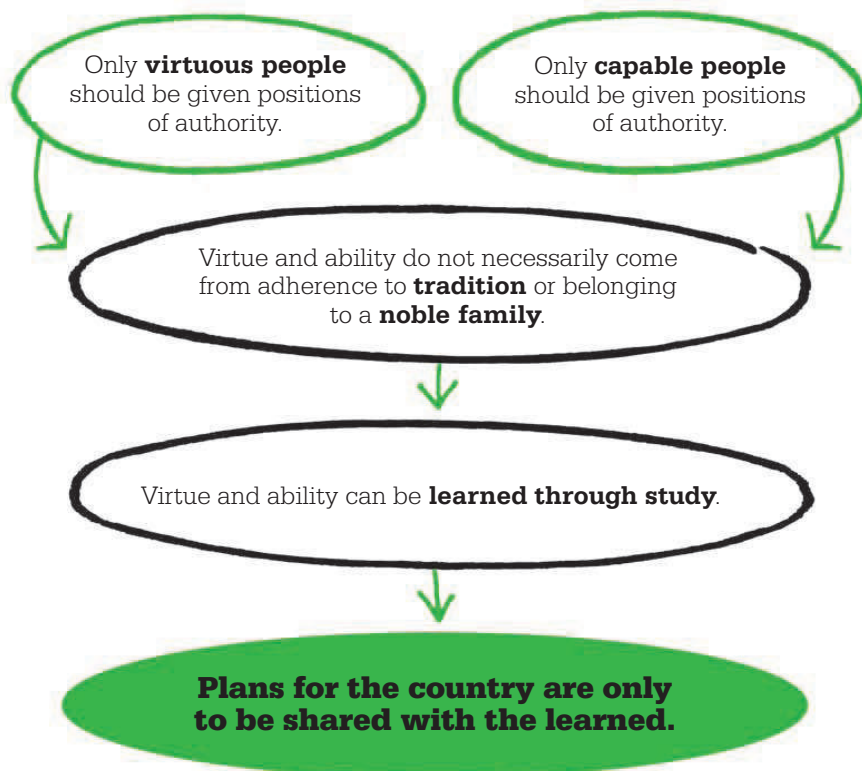 Only virtuous people
should be given positions
of authority.
Only capable people
should be given positions
of authority.
Virtue and ability do not necessarily come
from adherence to tradition or belonging
to a noble family.
Virtue and ability can be learned through study.
Plans for the country are only
to be shared with the learned.